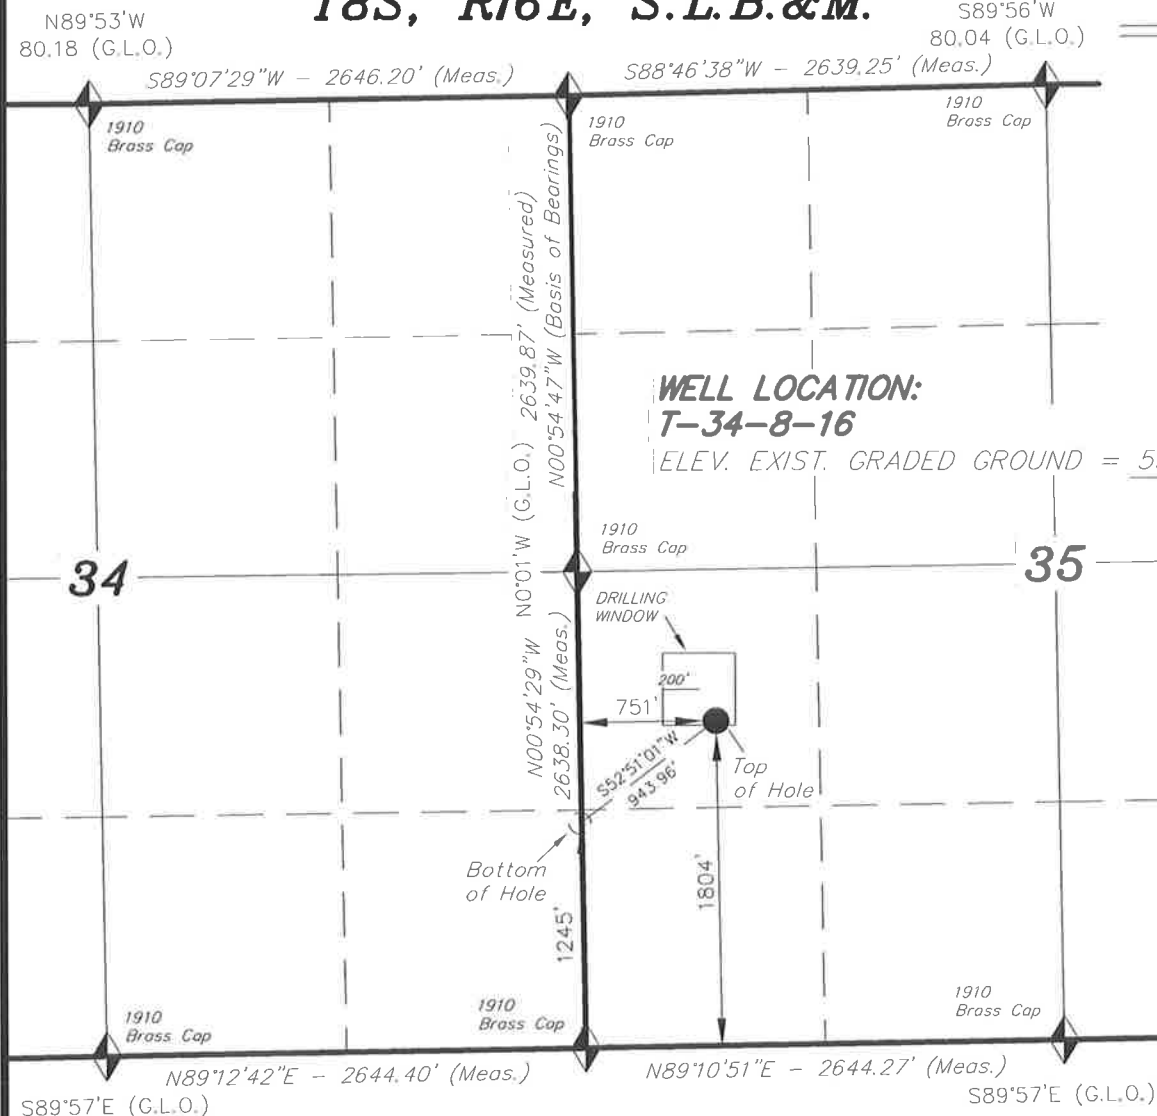 T8S, R16E, S.L.B.&M.
N89°53'W
80.18 (G.L.O.)
S89°56'W
80.04 (G.L.O.)
S89°07'29"W - 2646.20' (Meas.)
S88°46'38"W - 2639.25' (Meas.)
1910
Brass Cap
1910
Brass Cap
1910
Brass Cap
N0°01'W (G.L.O.) 2639.87' (Measured)
N00°54'47"W (Basis of Bearings)
WELL LOCATION:
T-34-8-16
ELEV. EXIST. GRADED GROUND =
1910
Brass Cap
34
35
DRILLING
WINDOW
200'
751'
N00°54'29"W
2638.30' (Meas.)
S52°51'01"W
943.96'
Top
of Hole
Bottom
of Hole
1804'
1245'
1910
Brass Cap
1910
Brass Cap
1910
Brass Cap
N89°12'42"E - 2644.40' (Meas.)
N89°10'51"E - 2644.27' (Meas.)
S89°57'E (G.L.O.)
S89°57'E (G.L.O.)